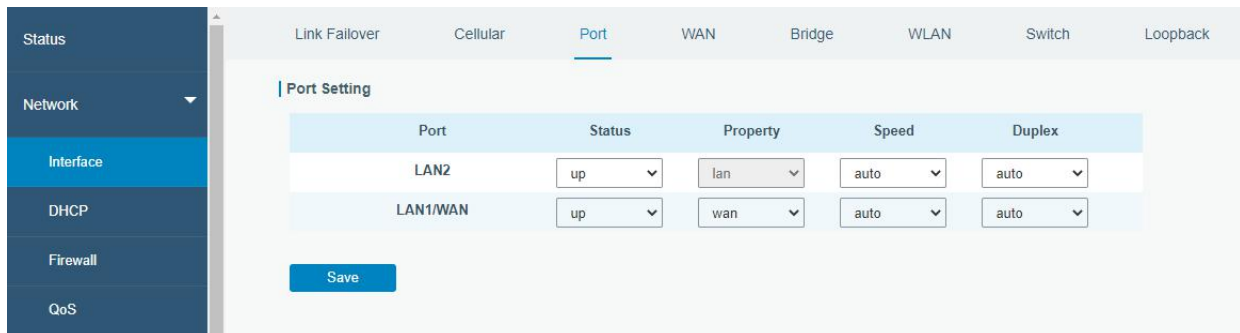 Status
Network
Interface
DHCP
Firewall
QoS
Link Failover Cellular Port WAN Bridge WLAN Switch Loopback
Port Setting
Port Status Property Speed Duplex
LAN2 up lan auto auto
LAN1/WAN up wan auto auto
Save